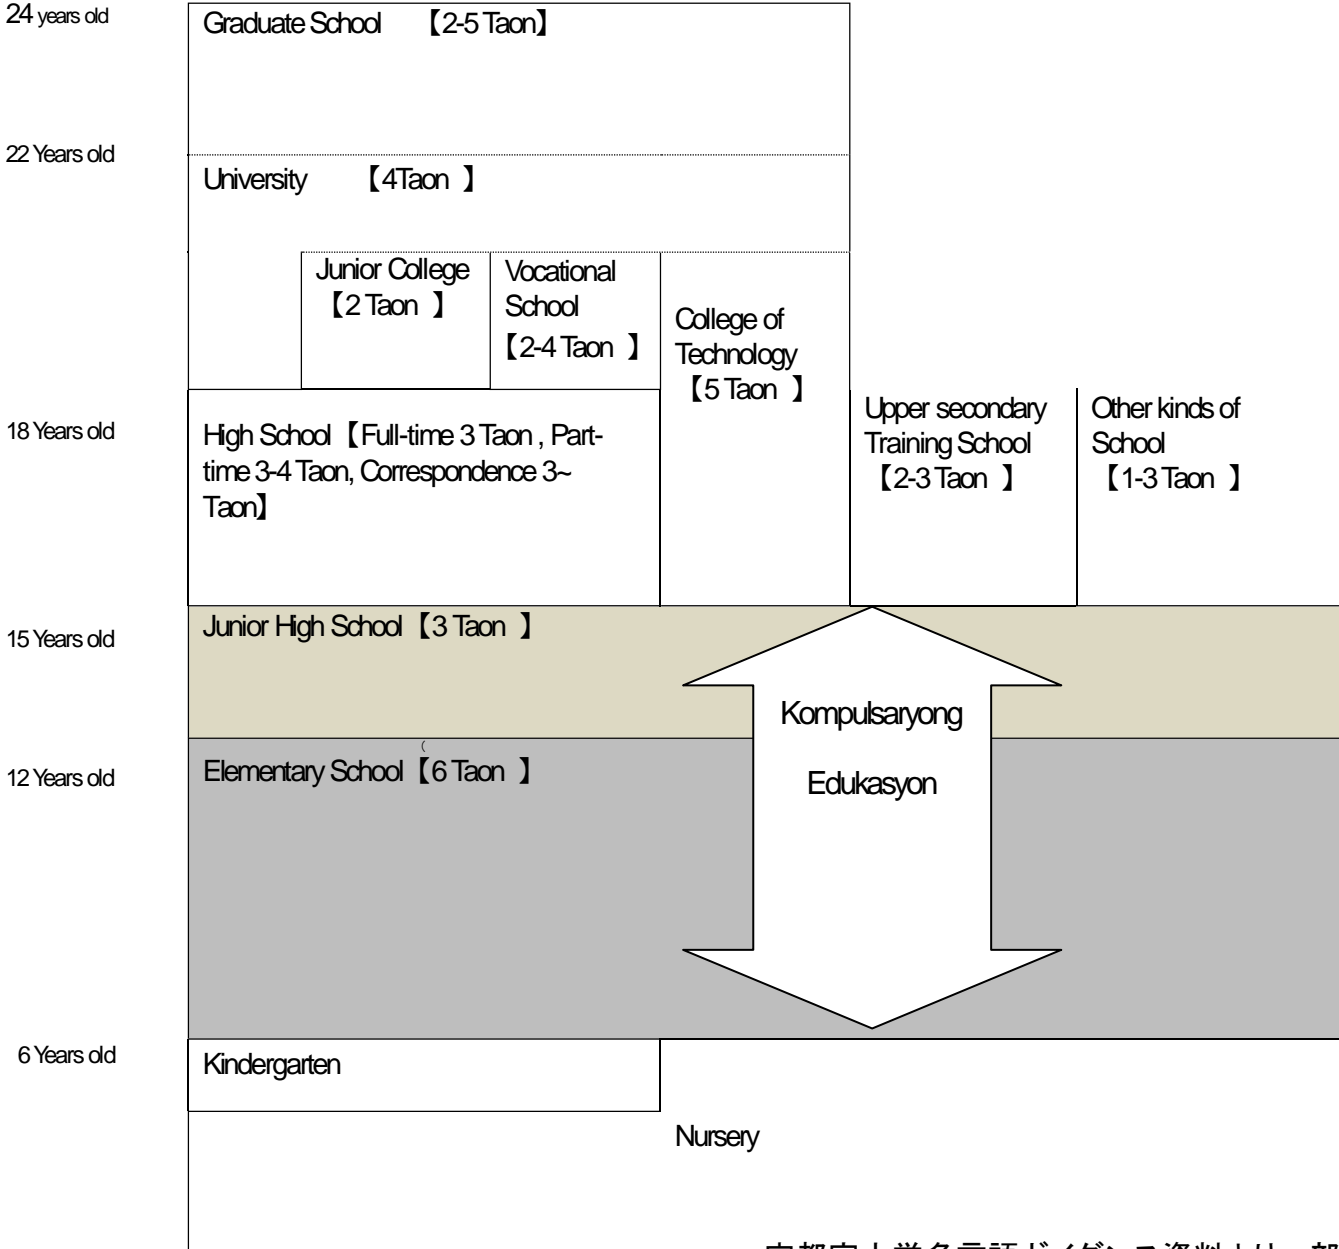 24 years old
Graduate School 【2-5 Taon】
22 Years old
University 【4Taon 】
Junior College
【2 Taon 】
Vocational
School
【2-4 Taon 】
College of
Technology
【5 Taon 】
18 Years old
High School【Full-time 3 Taon , Part-
time 3-4 Taon, Correspondence 3~
Taon】
Upper secondary
Training School
【2-3 Taon 】
Other kinds of
School
【1-3 Taon 】
15 Years old
Junior High School【3 Taon 】
Kompulsaryong
Edukasyon
(
12 Years old
Elementary School【6 Taon 】
6 Years old
Kindergarten
Nursery